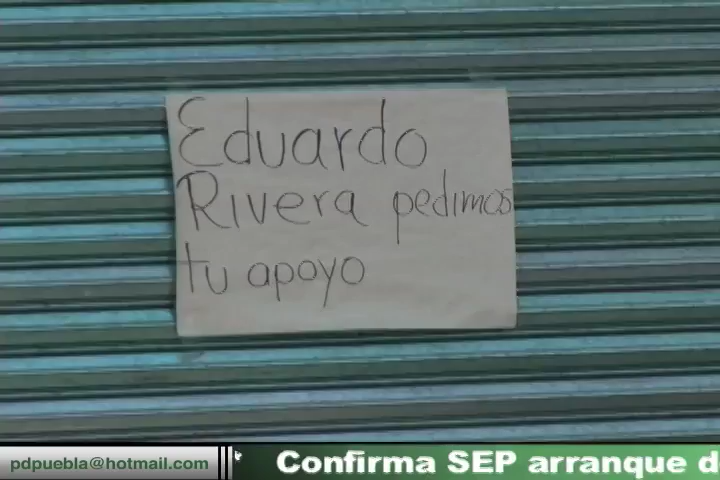 Eduardo
Rivera pedimos
tu apoyo
pdpuebla@hotmail.com
Confirma SEP arranque d